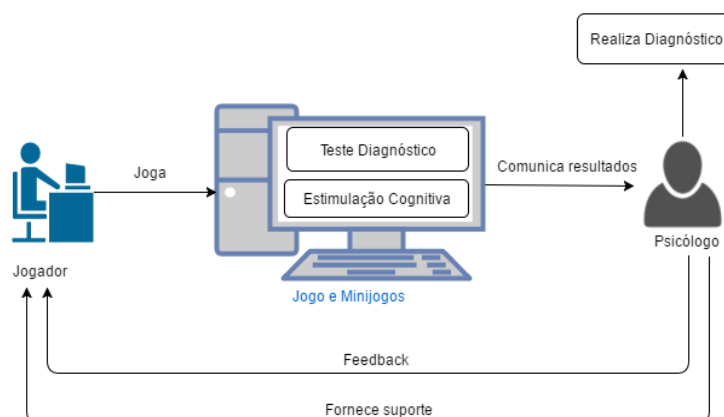 Realiza Diagnóstico
Teste Diagnóstico
Joga
Comunica resultados
Estimulação Cognitiva
Psicólogo
Jogador
Jogo e Minijogos
Feedback
Fornece suporte